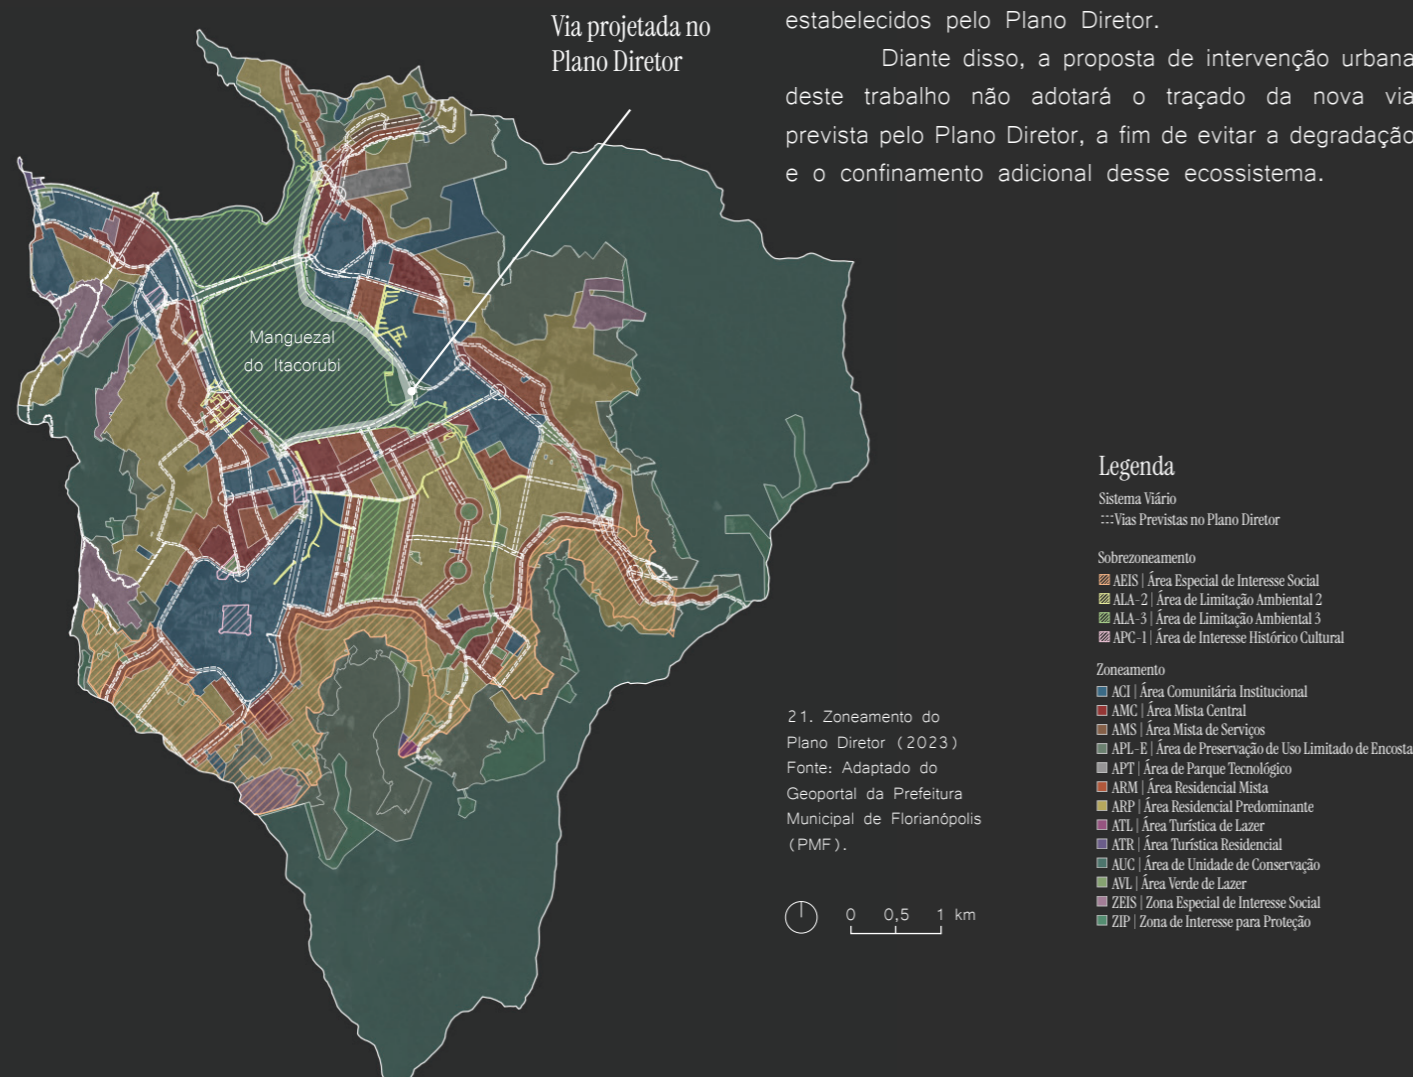 Via projetada no
Plano Diretor
estabelecidos pelo Plano Diretor.
Diante disso, a proposta de intervenção urbana
deste trabalho não adotará o traçado da nova via
prevista pelo Plano Diretor, a fim de evitar a degradação
e o confinamento adicional desse ecossistema.
Manguezal
do Itacorubi
Legenda
Sistema Viário
Vias Previstas no Plano Diretor
Sobrezoneamento
AEIS | Área Especial de Interesse Social
ALA-2 | Área de Limitação Ambiental 2
ALA-3 | Área de Limitação Ambiental 3
APC-1 | Área de Interesse Histórico Cultural
Zoneamento
ACI | Área Comunitária Institucional
AMC | Área Mista Central
AMS | Área Mista de Serviços
APL-E | Área de Preservação de Uso Limitado de Encosta
APT | Área de Parque Tecnológico
ARM | Área Residencial Mista
ARP | Área Residencial Predominante
ATL | Área Turística de Lazer
ATR | Área Turística Residencial
AUC | Área de Unidade de Conservação
AVL | Área Verde de Lazer
ZEIS | Zona Especial de Interesse Social
ZIP | Zona de Interesse para Proteção
21. Zoneamento do
Plano Diretor (2023)
Fonte: Adaptado do
Geoportal da Prefeitura
Municipal de Florianópolis
(PMF).
0 0,5 1 km